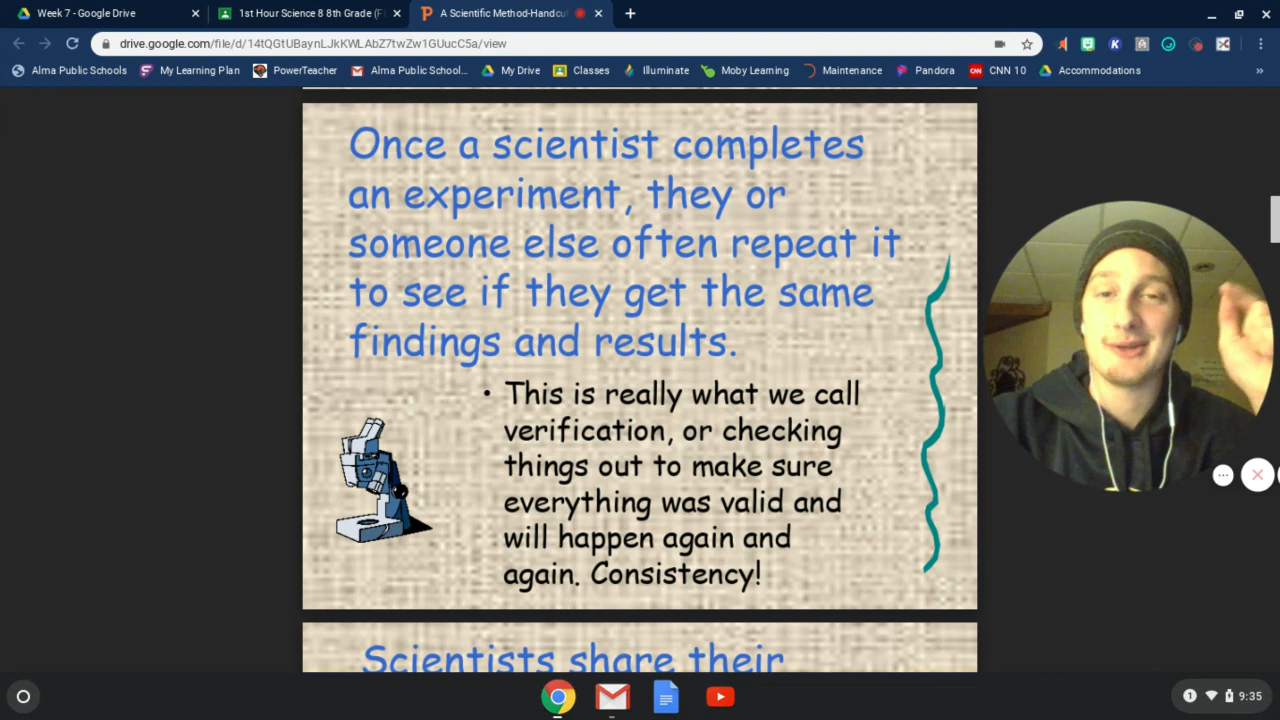 Week 7 - Google Drive
1st Hour Science 8 8th Grade (F
A Scientific Method-Handcu
drive.google.com/file/d/14tQGtUBaynLJkKWLAbZ7twZw1GUucC5a/view
Alma Public Schools
My Learning Plan
PowerTeacher
Alma Public School...
My Drive
Classes
Illuminate
Moby Learning
Maintenance
Pandora
CNN 10
Accommodations
Once a scientist completes
an experiment, they or
someone else often repeat it
to see if they get the same
findings and results.
• This is really what we call
verification, or checking
things out to make sure
everything was valid and
will happen again and
again. Consistency!
Scientists share their
1
9:35